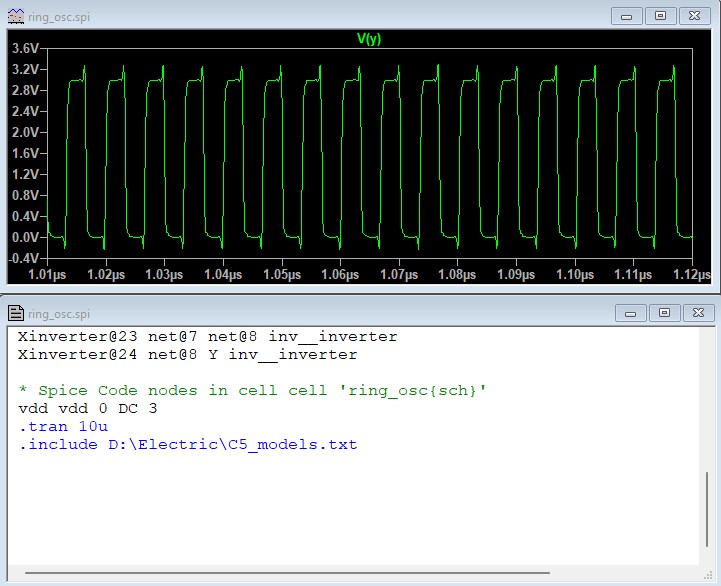 ring_osc.spi
V(y)
3.6V
3.2V
2.8V
2.4V
2.0V
1.6V
1.2V
0.8V
0.4V
0.0V
-0.4V
1.01µs 1.02µs 1.03µs 1.04µs 1.05µs 1.06µs 1.07µs 1.08µs 1.09µs 1.10µs 1.11µs 1.12µs
ring_osc.spi
Xinverter@23 net@7 net@8 inv__inverter
Xinverter@24 net@8 Y inv__inverter
* Spice Code nodes in cell cell 'ring_osc{sch}'
vdd vdd 0 DC 3
.tran 10u
.include D:\Electric\C5_models.txt